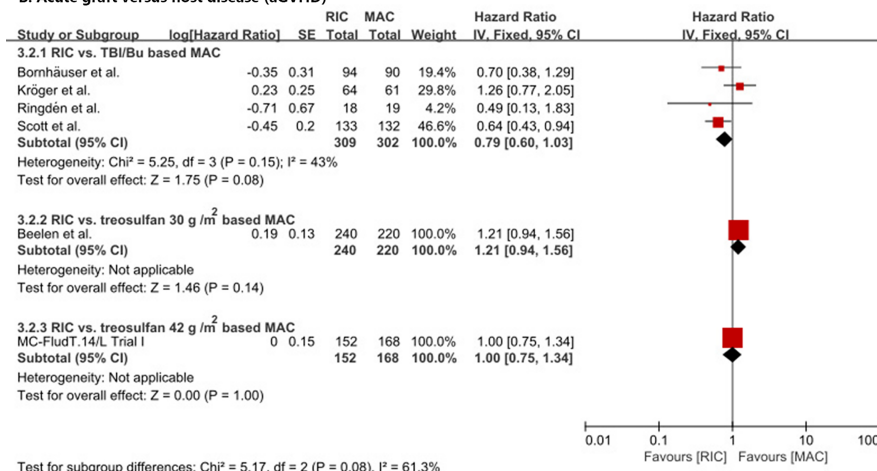 B. Acute graft versus host disease (aGVHD)
RIC MAC Hazard Ratio Hazard Ratio
Study or Subgroup log[Hazard Ratio] SE Total Total Weight IV, Fixed, 95% CI IV, Fixed, 95% CI
3.2.1 RIC vs. TBI/Bu based MAC
Bornhäuser et al. -0.35 0.31 94 90 19.4% 0.70 [0.38, 1.29]
Kröger et al. 0.23 0.25 64 61 29.8% 1.26 [0.77, 2.05]
Ringdén et al. -0.71 0.67 18 19 4.2% 0.49 [0.13, 1.83]
Scott et al. -0.45 0.2 133 132 46.6% 0.64 [0.43, 0.94]
Subtotal (95% CI) 309 302 100.0% 0.79 [0.60, 1.03]
Heterogeneity: Chi² = 5.25, df = 3 (P = 0.15); I² = 43%
Test for overall effect: Z = 1.75 (P = 0.08)
3.2.2 RIC vs. treosulfan 30 g /m² based MAC
Beelen et al. 0.19 0.13 240 220 100.0% 1.21 [0.94, 1.56]
Subtotal (95% CI) 240 220 100.0% 1.21 [0.94, 1.56]
Heterogeneity: Not applicable
Test for overall effect: Z = 1.46 (P = 0.14)
3.2.3 RIC vs. treosulfan 42 g /m² based MAC
MC-FludT.14/L Trial I 0 0.15 152 168 100.0% 1.00 [0.75, 1.34]
Subtotal (95% CI) 152 168 100.0% 1.00 [0.75, 1.34]
Heterogeneity: Not applicable
Test for overall effect: Z = 0.00 (P = 1.00)
0.01 0.1 1 10 100
Favours [RIC] Favours [MAC]
Test for subgroup differences: Chi² = 5.17, df = 2 (P = 0.08), I² = 61.3%